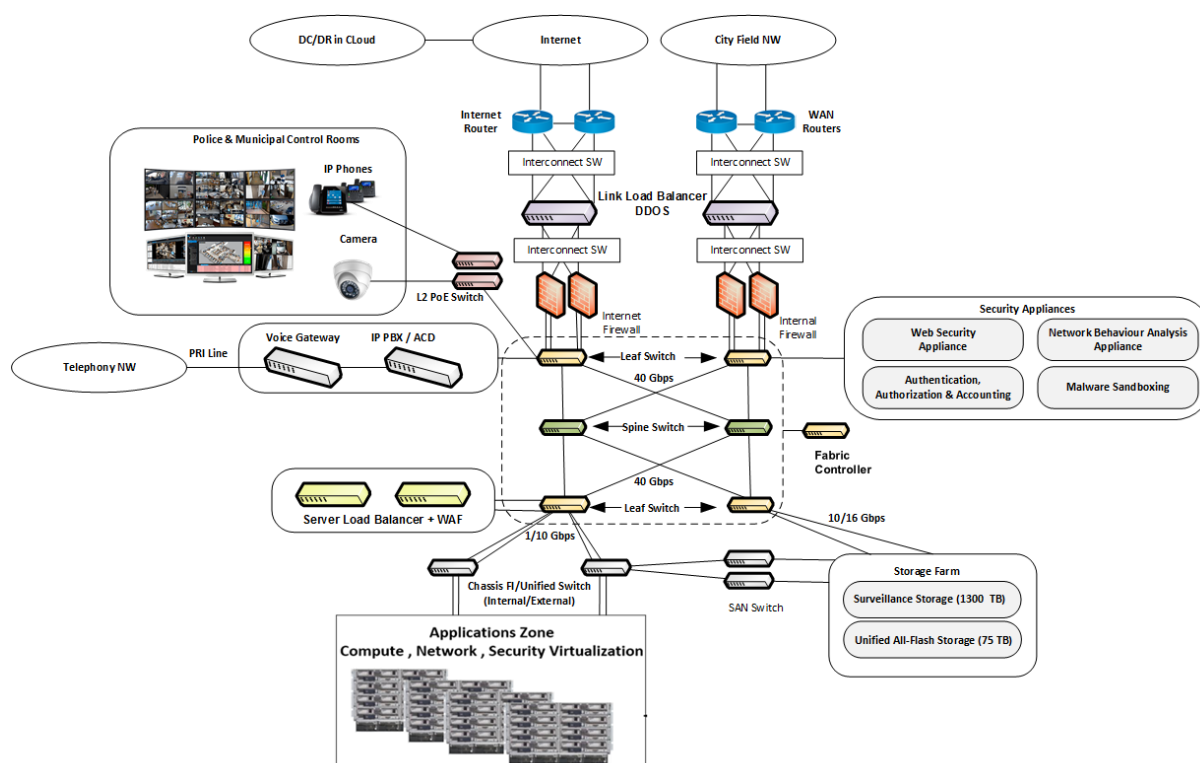 DC/DR in CLoud
Internet
City Field NW
Internet
Router
WAN
Routers
Police & Municipal Control Rooms
IP Phones
Interconnect SW
Interconnect SW
Link Load Balancer
DDOS
Camera
Interconnect SW
Interconnect SW
L2 PoE Switch
Internet
Firewall
Internal
Firewall
Security Appliances
Web Security
Appliance
Network Behaviour Analysis
Appliance
Authentication,
Authorization & Accounting
Malware Sandboxing
Voice Gateway
IP PBX / ACD
PRI Line
Telephony NW
Leaf Switch
40 Gbps
Spine Switch
Fabric
Controller
40 Gbps
Leaf Switch
Server Load Balancer + WAF
1/10 Gbps
10/16 Gbps
Chassis FI/Unified Switch
(Internal/External)
SAN Switch
Storage Farm
Surveillance Storage (1300 TB)
Unified All-Flash Storage (75 TB)
Applications Zone
Compute , Network , Security Virtualization